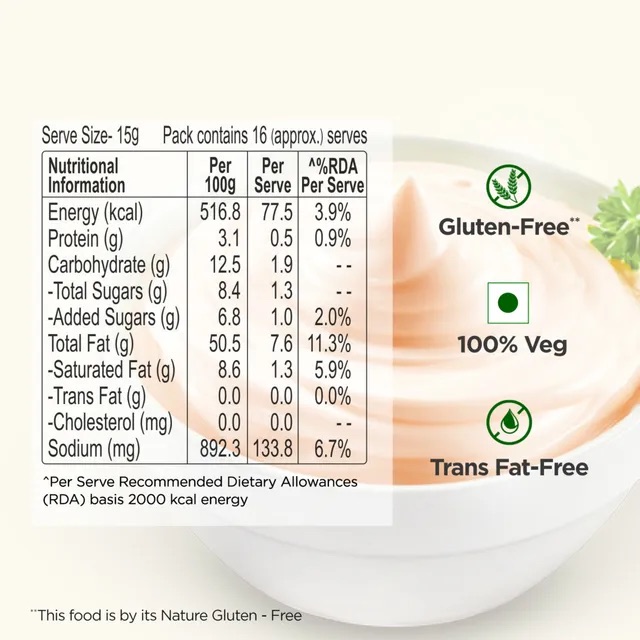 Serve Size- 15g Pack contains 16 (approx.) serves
Nutritional Information Per 100g Per Serve ^%RDA Per Serve
Energy (kcal) 516.8 77.5 3.9%
Protein (g) 3.1 0.5 0.9%
Carbohydrate (g) 12.5 1.9 --
-Total Sugars (g) 8.4 1.3 --
-Added Sugars (g) 6.8 1.0 2.0%
Total Fat (g) 50.5 7.6 11.3%
-Saturated Fat (g) 8.6 1.3 5.9%
-Trans Fat (g) 0.0 0.0 0.0%
-Cholesterol (mg) 0.0 0.0 --
Sodium (mg) 892.3 133.8 6.7%
^Per Serve Recommended Dietary Allowances
(RDA) basis 2000 kcal energy
Gluten-Free**
100% Veg
Trans Fat-Free
**This food is by its Nature Gluten - Free